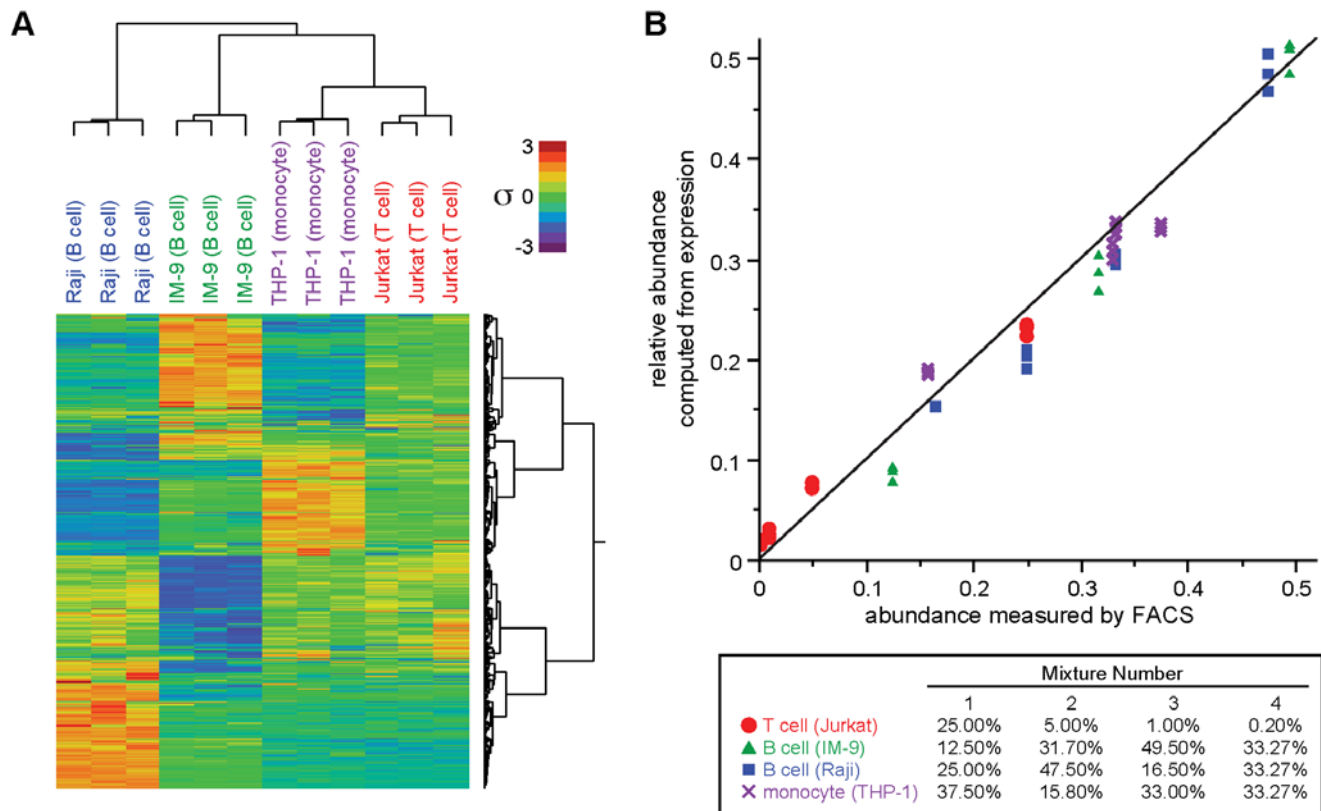 A
Raji (B cell)
Raji (B cell)
Raji (B cell)
IM-9 (B cell)
IM-9 (B cell)
IM-9 (B cell)
THP-1 (monocyte)
THP-1 (monocyte)
THP-1 (monocyte)
Jurkat (T cell)
Jurkat (T cell)
Jurkat (T cell)
3
σ 0
-3
B
relative abundance
computed from expression
0.5
0.4
0.3
0.2
0.1
0
0 0.1 0.2 0.3 0.4 0.5
abundance measured by FACS
Mixture Number
1 2 3 4
T cell (Jurkat) 25.00% 5.00% 1.00% 0.20%
B cell (IM-9) 12.50% 31.70% 49.50% 33.27%
B cell (Raji) 25.00% 47.50% 16.50% 33.27%
monocyte (THP-1) 37.50% 15.80% 33.00% 33.27%